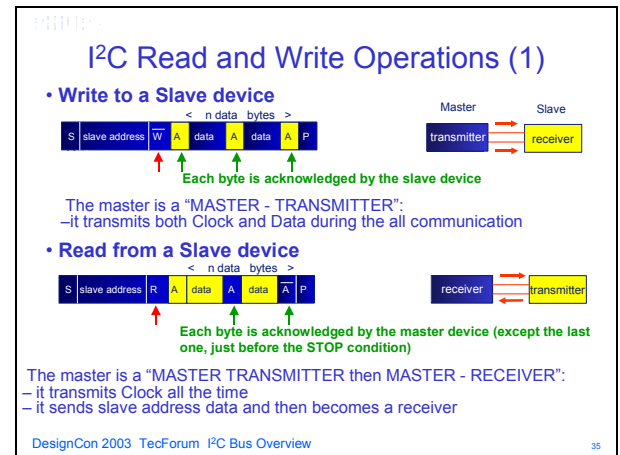 PHILIPS
I²C Read and Write Operations (1)
• Write to a Slave device
< n data bytes >
S slave address W̅ A data A data A P
Master Slave
transmitter receiver
Each byte is acknowledged by the slave device
The master is a “MASTER - TRANSMITTER”:
–it transmits both Clock and Data during the all communication
• Read from a Slave device
< n data bytes >
S slave address R A data A data A̅ P
receiver transmitter
Each byte is acknowledged by the master device (except the last
one, just before the STOP condition)
The master is a “MASTER TRANSMITTER then MASTER - RECEIVER”:
– it transmits Clock all the time
– it sends slave address data and then becomes a receiver
DesignCon 2003 TecForum I²C Bus Overview 35